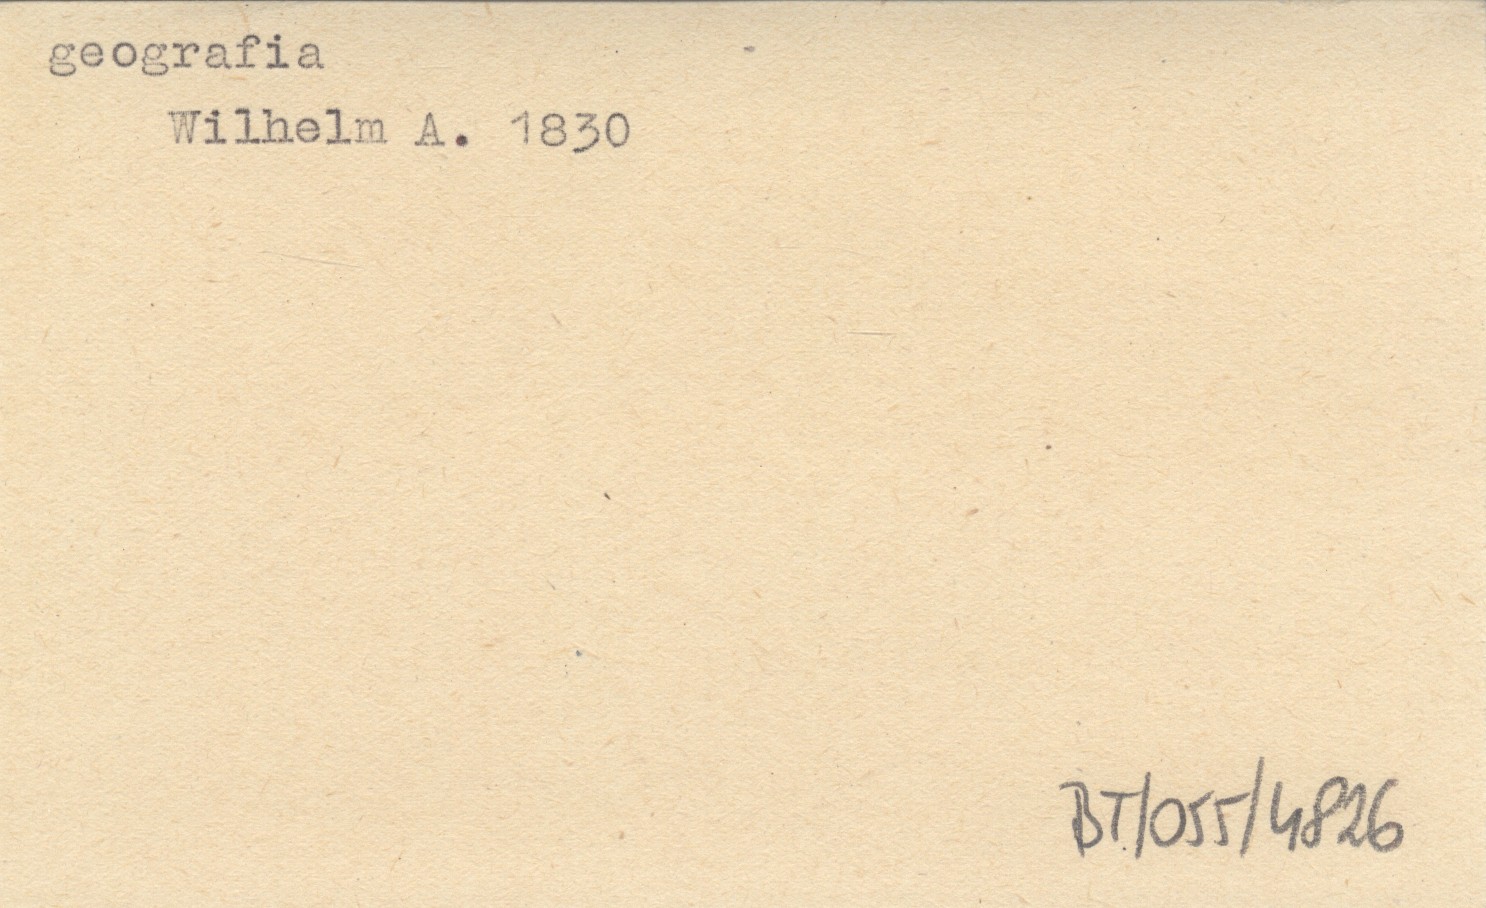 geografia
Wilhelm A. 1830
BT/055/4826